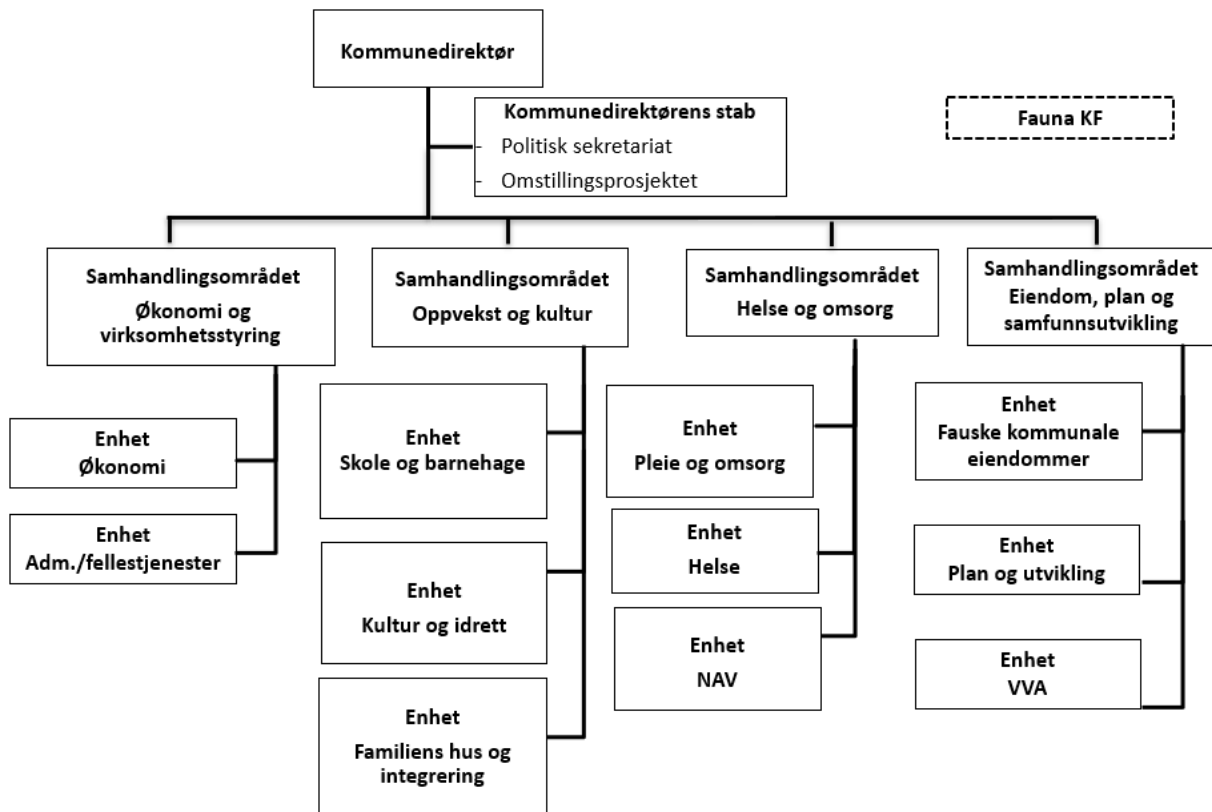 Kommunedirektør
Kommunedirektørens stab
- Politisk sekretariat
- Omstillingsprosjektet
Fauna KF
Samhandlingsområdet
Økonomi og
virksomhetsstyring
Enhet
Økonomi
Enhet
Adm./fellestjenester
Samhandlingsområdet
Oppvekst og kultur
Enhet
Skole og barnehage
Enhet
Kultur og idrett
Enhet
Familiens hus og
integrering
Samhandlingsområdet
Helse og omsorg
Enhet
Pleie og omsorg
Enhet
Helse
Enhet
NAV
Samhandlingsområdet
Eiendom, plan og
samfunnsutvikling
Enhet
Fauske kommunale
eiendommer
Enhet
Plan og utvikling
Enhet
VVA